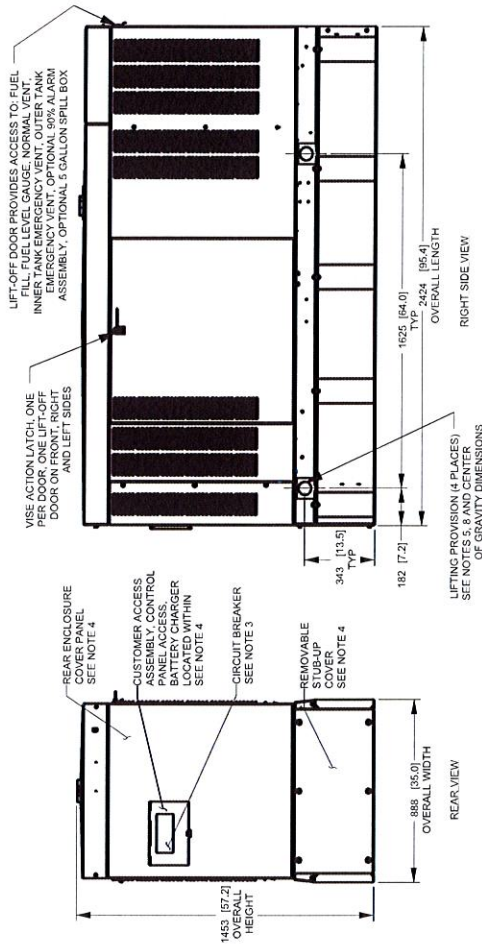 REAR ENCLOSURE
COVER PANEL
SEE NOTE 4
CUSTOMER ACCESS
ASSEMBLY, CONTROL
PANEL ACCESS,
BATTERY CHARGER
LOCATED WITHIN
SEE NOTE 4
CIRCUIT BREAKER
SEE NOTE 3
REMOVABLE
STUB-UP
COVER
SEE NOTE 4
1453 [57.2]
OVERALL
HEIGHT
888 [35.0]
OVERALL WIDTH
REAR VIEW
VISE ACTION LATCH, ONE
PER DOOR, ONE LIFT-OFF
DOOR ON FRONT, RIGHT
AND LEFT SIDES
LIFT-OFF DOOR PROVIDES ACCESS TO: FUEL
FILL, FUEL LEVEL GAUGE, NORMAL VENT,
INNER TANK EMERGENCY VENT, OUTER TANK
EMERGENCY VENT, OPTIONAL 90% ALARM
ASSEMBLY, OPTIONAL 5 GALLON SPILL BOX
343 [13.5]
TYP
182 [7.2]
1625 [64.0]
TYP
2424 [95.4]
OVERALL LENGTH
LIFTING PROVISION (4 PLACES)
SEE NOTES 5, 8 AND CENTER
OF GRAVITY DIMENSIONS
RIGHT SIDE VIEW